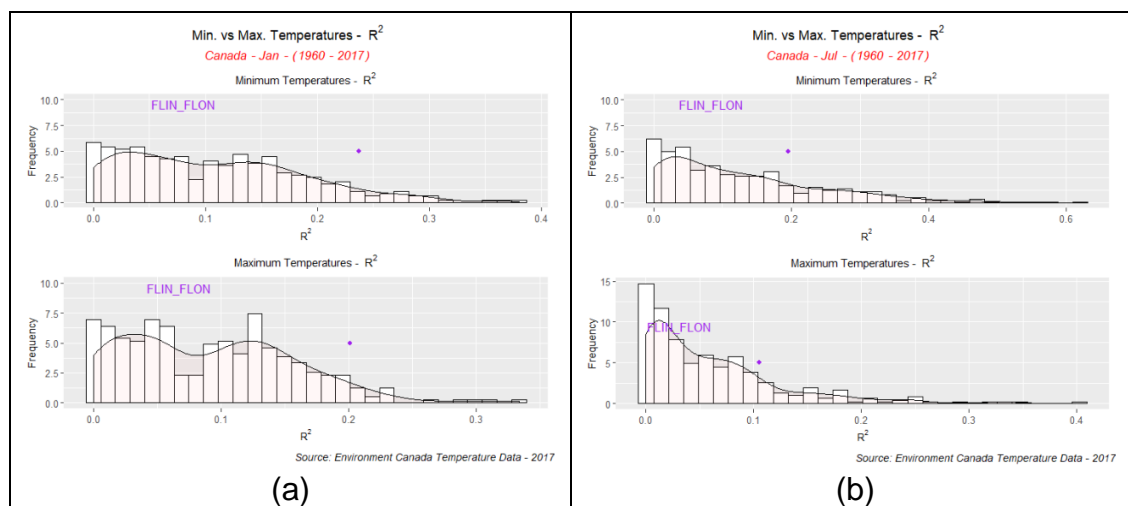 Min. vs Max. Temperatures - R²
Canada - Jan - (1960 - 2017)
Minimum Temperatures - R²
10.0
7.5
5.0
2.5
0.0
Frequency
FLIN_FLON
0.0 0.1 0.2 0.3 0.4
R²
Maximum Temperatures - R²
10.0
7.5
5.0
2.5
0.0
Frequency
FLIN_FLON
0.0 0.1 0.2 0.3
R²
Source: Environment Canada Temperature Data - 2017
(a)
Min. vs Max. Temperatures - R²
Canada - Jul - (1960 - 2017)
Minimum Temperatures - R²
10.0
7.5
5.0
2.5
0.0
Frequency
FLIN_FLON
0.0 0.2 0.4 0.6
R²
Maximum Temperatures - R²
15
10
5
0
Frequency
FLIN_FLON
0.0 0.1 0.2 0.3 0.4
R²
Source: Environment Canada Temperature Data - 2017
(b)